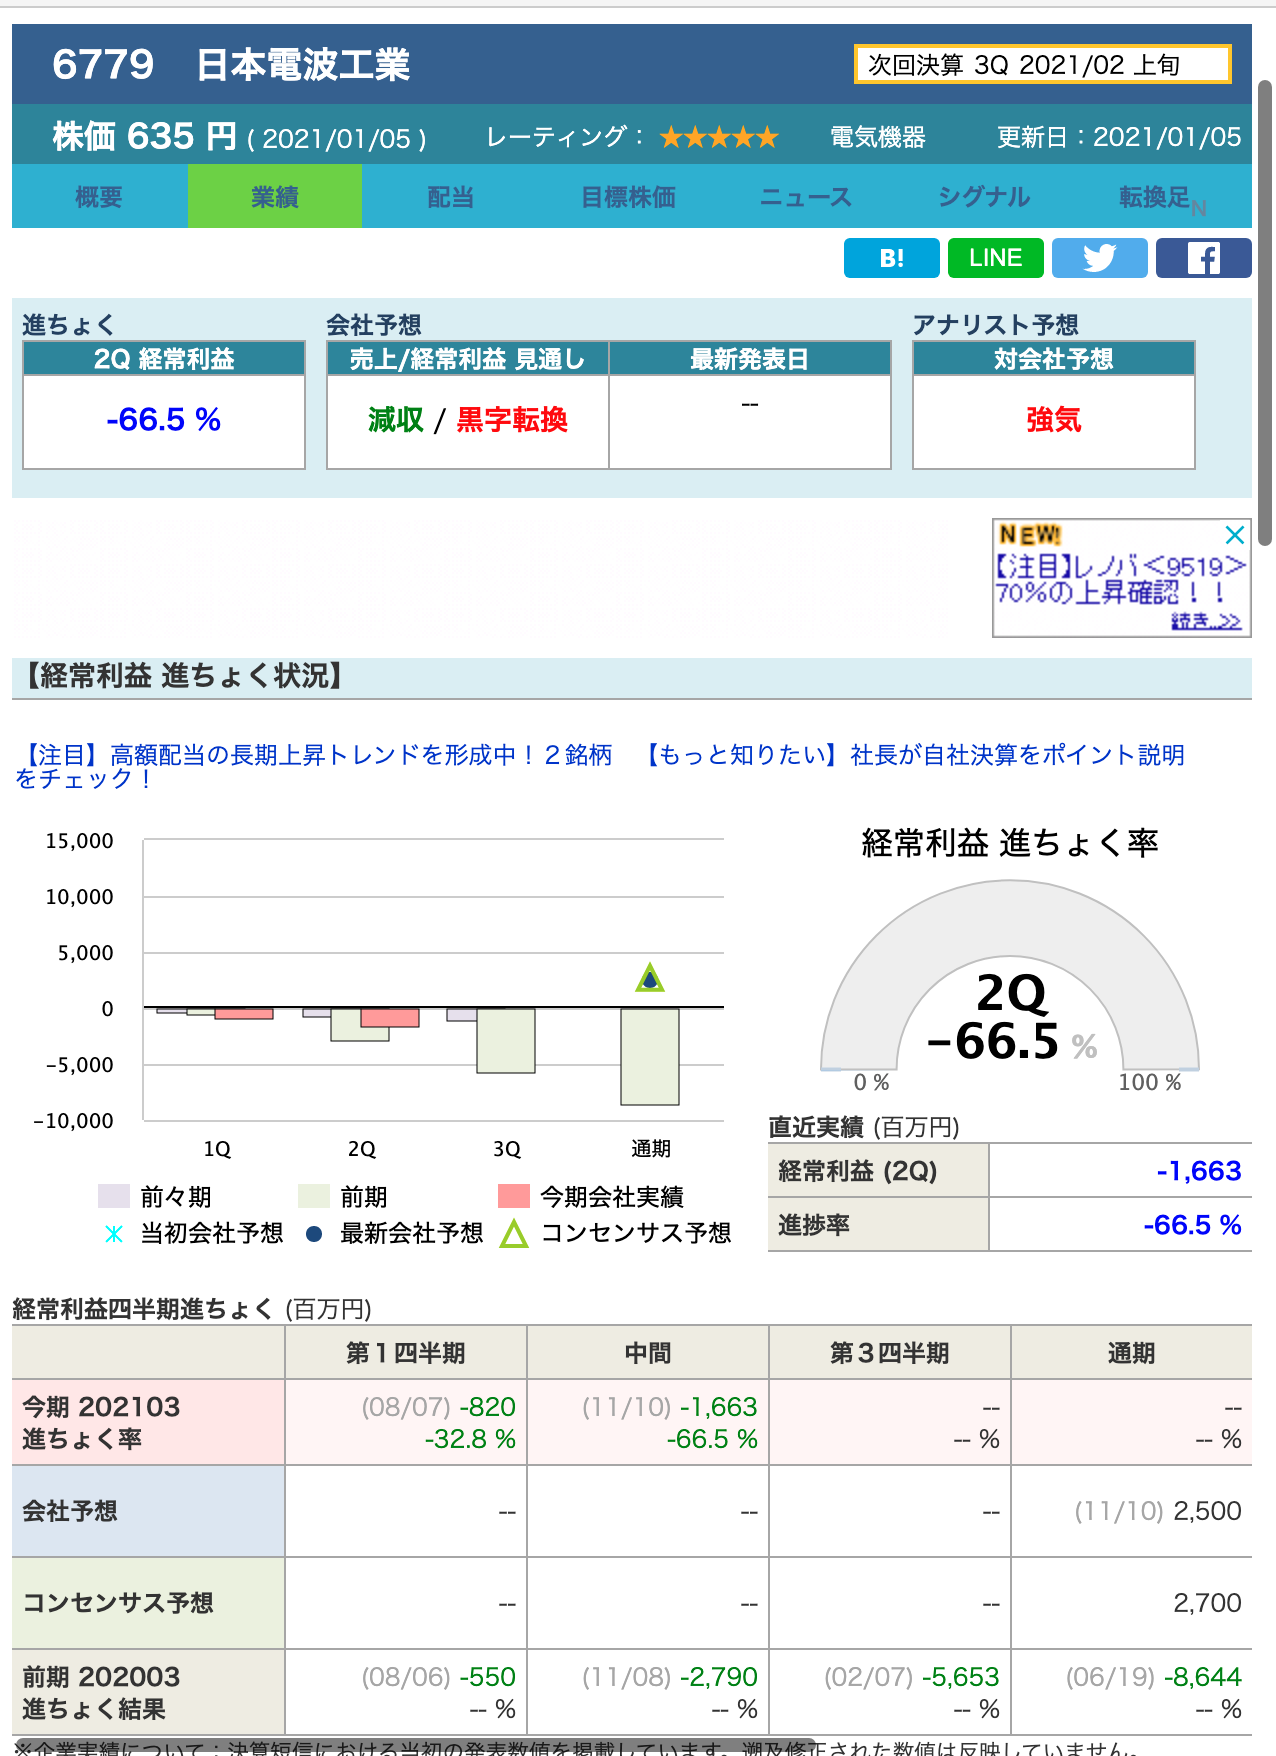 6779 日本電波工業
次回決算 3Q 2021/02 上旬
株価 635 円 ( 2021/01/05 ) レーティング： ★★★★★ 電気機器 更新日：2021/01/05
概要 業績 配当 目標株価 ニュース シグナル 転換足N
B! LINE
進ちょく 会社予想 アナリスト予想
2Q 経常利益 売上/経常利益 見通し 最新発表日 対会社予想
-66.5 % 減収 / 黒字転換 -- 強気
NEW!
【注目】レノバ<9519>
70%の上昇確認！！
続き..>>
【経常利益 進ちょく状況】
【注目】高額配当の長期上昇トレンドを形成中！２銘柄 【もっと知りたい】社長が自社決算をポイント説明
をチェック！
経常利益 進ちょく率
15,000
10,000
5,000
0
-5,000
-10,000
1Q 2Q 3Q 通期
前々期 前期 今期会社実績
当初会社予想 最新会社予想 コンセンサス予想
2Q
-66.5 %
0 % 100 %
直近実績 (百万円)
経常利益 (2Q) -1,663
進捗率 -66.5 %
経常利益四半期進ちょく (百万円)
第１四半期 中間 第３四半期 通期
今期 202103 (08/07) -820 (11/10) -1,663 -- --
進ちょく率 -32.8 % -66.5 % -- % -- %
会社予想 -- -- -- (11/10) 2,500
コンセンサス予想 -- -- -- 2,700
前期 202003 (08/06) -550 (11/08) -2,790 (02/07) -5,653 (06/19) -8,644
進ちょく結果 -- % -- % -- % -- %
※企業実績について：決算短信における当初の発表数値を掲載しています。遡及修正された数値は反映していません。